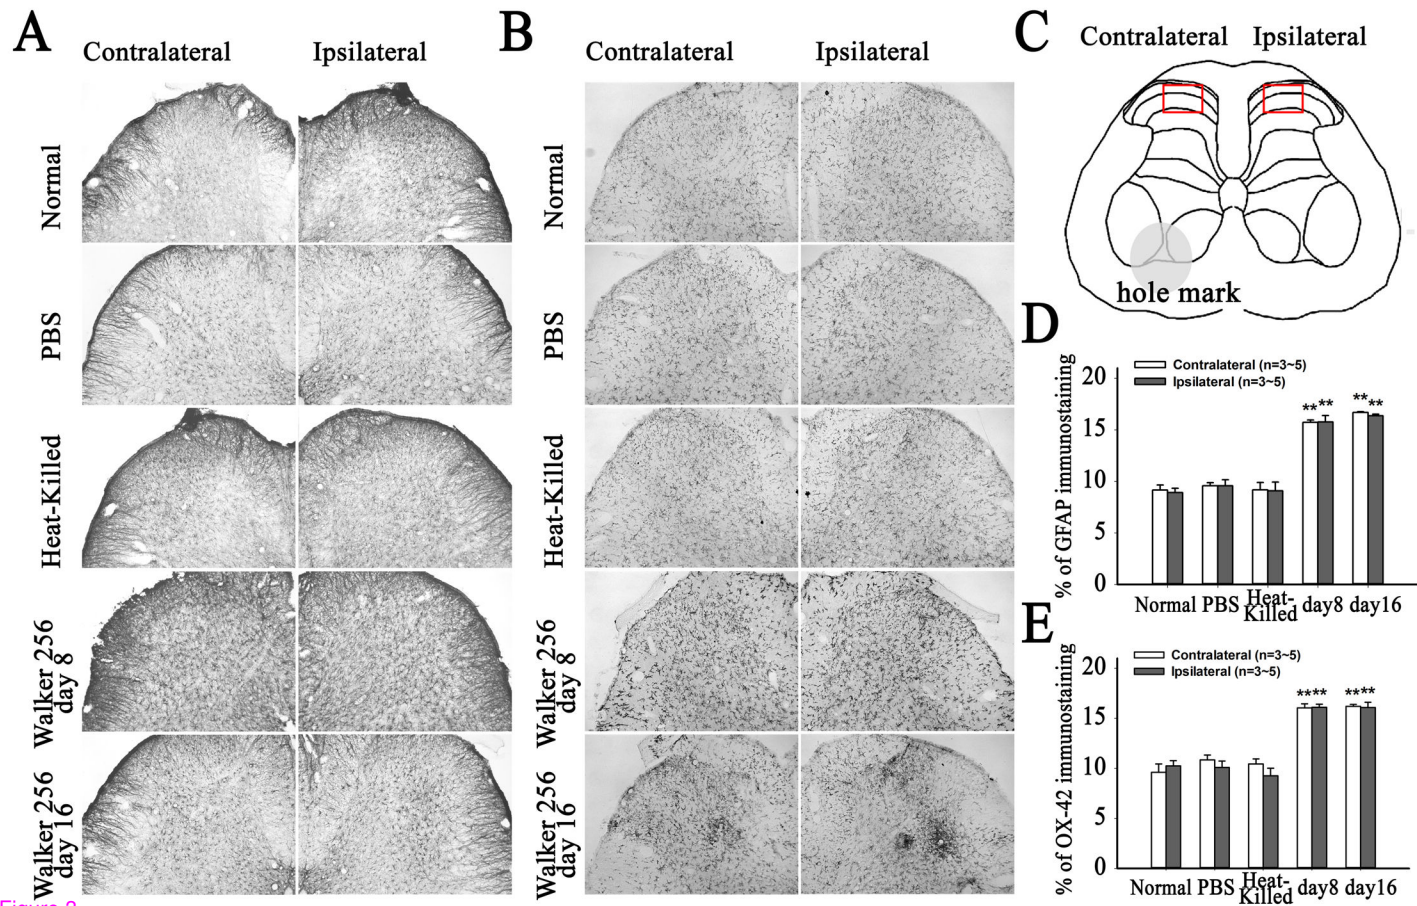 A
Contralateral
Ipsilateral
Normal
PBS
Heat-Killed
Walker 256
day 8
Walker 256
day 16
B
Contralateral
Ipsilateral
Normal
PBS
Heat-Killed
Walker 256
day 8
Walker 256
day 16
C
Contralateral
Ipsilateral
hole mark
D
% of GFAP immunostaining
20
15
10
5
0
Contralateral (n=3~5)
Ipsilateral (n=3~5)
** **
** **
Normal PBS Heat- day8 day16
Killed
E
% of OX-42 immunostaining
20
15
10
5
0
Contralateral (n=3~5)
Ipsilateral (n=3~5)
****
****
Normal PBS Heat- day8 day16
Killed